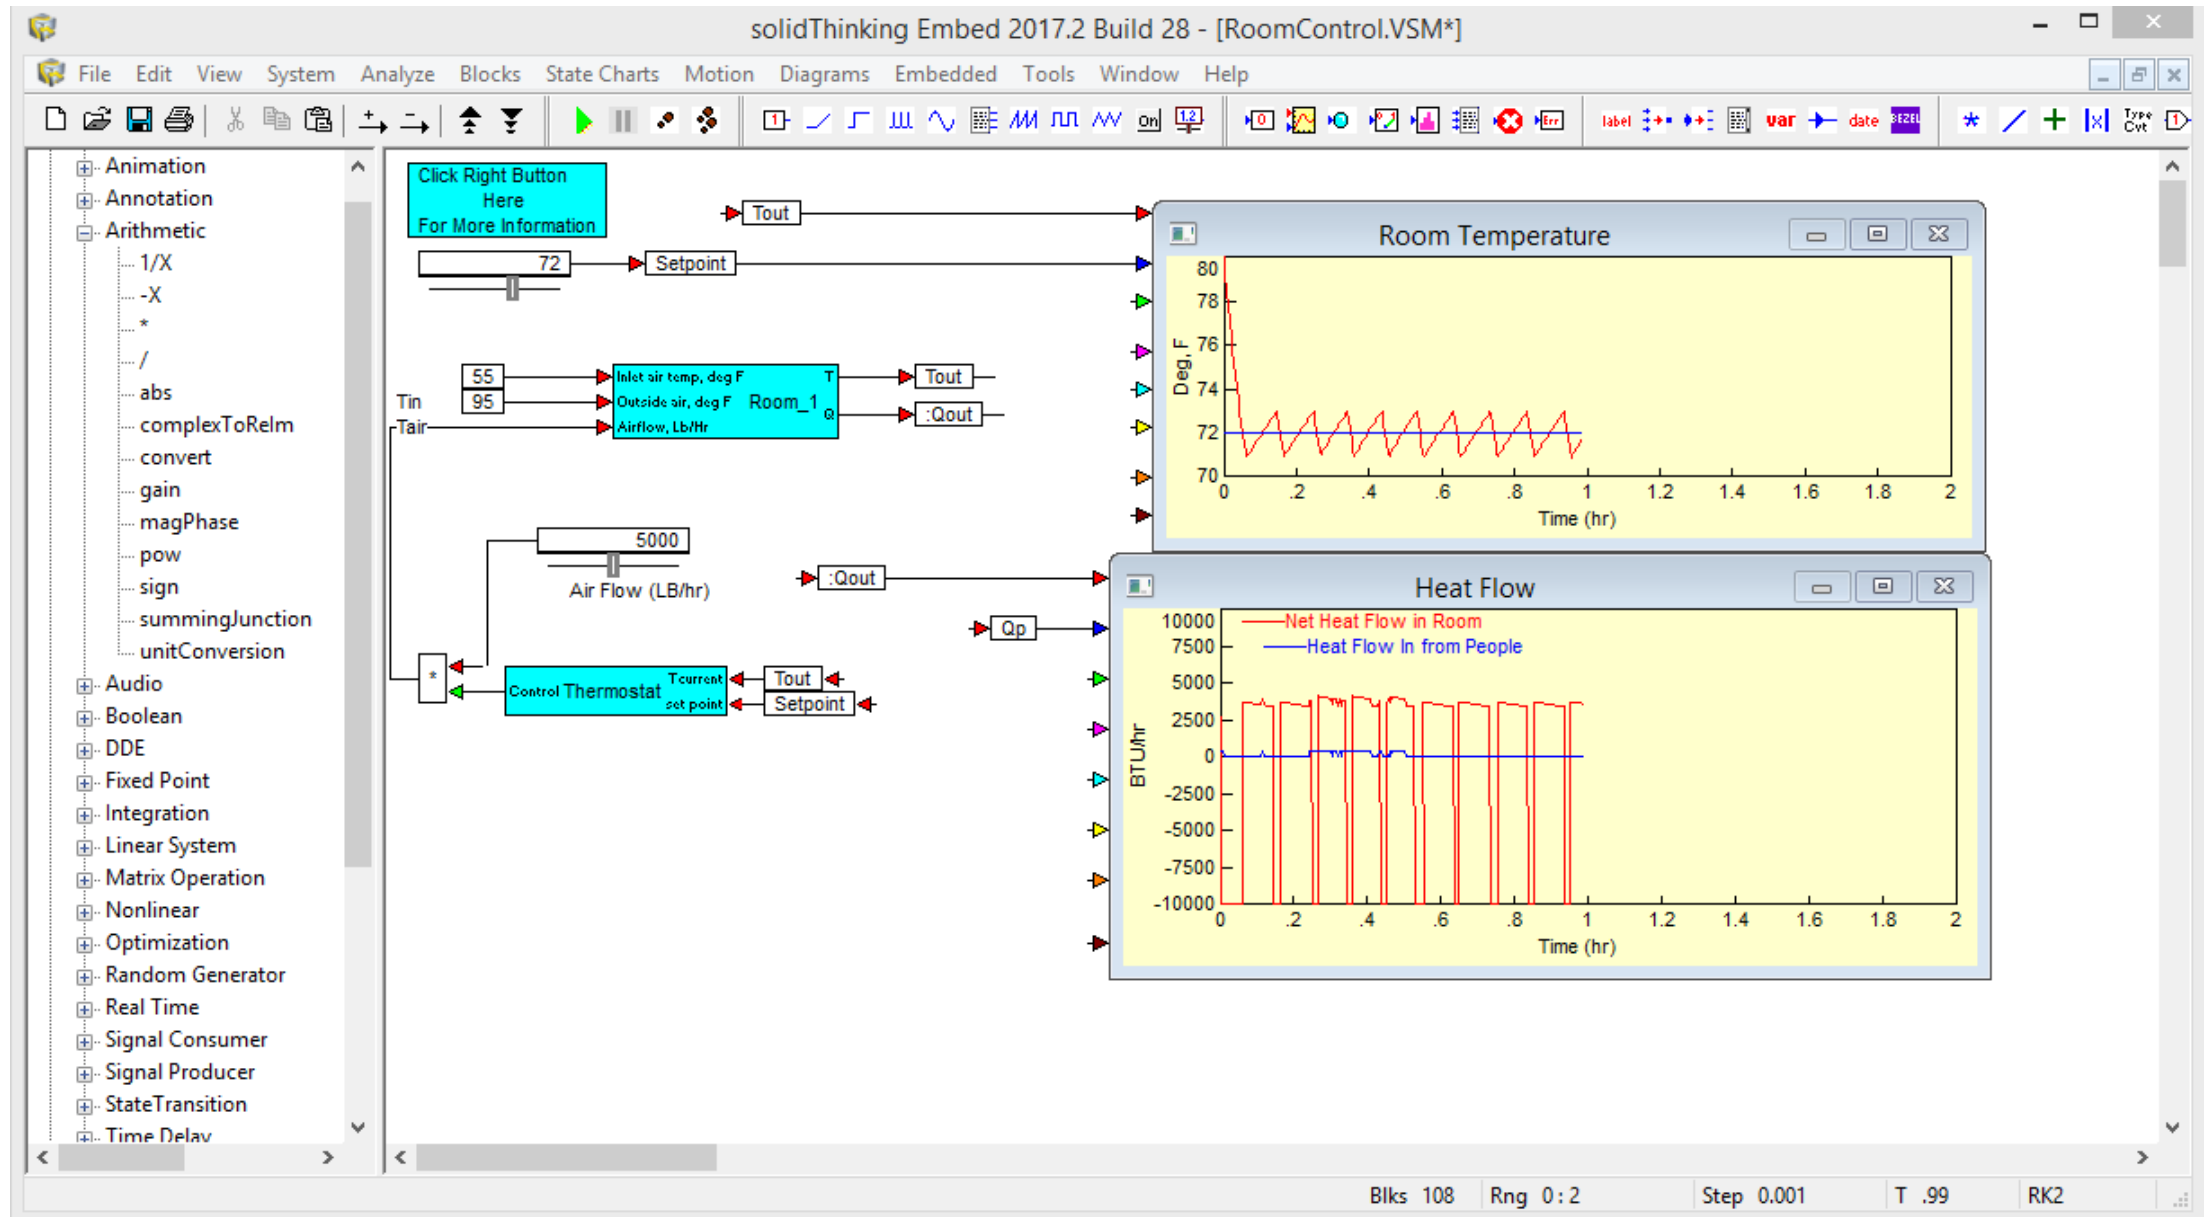 solidThinking Embed 2017.2 Build 28 - [RoomControl.VSM*]
File Edit View System Analyze Blocks State Charts Motion Diagrams Embedded Tools Window Help
label var date BEZEL Type Cvt
Animation
Annotation
Arithmetic
1/X
-X
*
/
abs
complexToReIm
convert
gain
magPhase
pow
sign
summingJunction
unitConversion
Audio
Boolean
DDE
Fixed Point
Integration
Linear System
Matrix Operation
Nonlinear
Optimization
Random Generator
Real Time
Signal Consumer
Signal Producer
StateTransition
Time Delay
Click Right Button
Here
For More Information
Tout
72
Setpoint
Tin
Tair
55
95
Inlet air temp, deg F
Outside air, deg F
Airflow, Lb/Hr
Room_1
T
Q
Tout
:Qout
5000
Air Flow (LB/hr)
:Qout
Qp
*
Control Thermostat
Tcurrent
set point
Tout
Setpoint
Room Temperature
Deg, F
80
78
76
74
72
70
0 .2 .4 .6 .8 1 1.2 1.4 1.6 1.8 2
Time (hr)
Heat Flow
Net Heat Flow in Room
Heat Flow In from People
BTU/hr
10000
7500
5000
2500
0
-2500
-5000
-7500
-10000
0 .2 .4 .6 .8 1 1.2 1.4 1.6 1.8 2
Time (hr)
Blks 108 Rng 0:2 Step 0.001 T .99 RK2